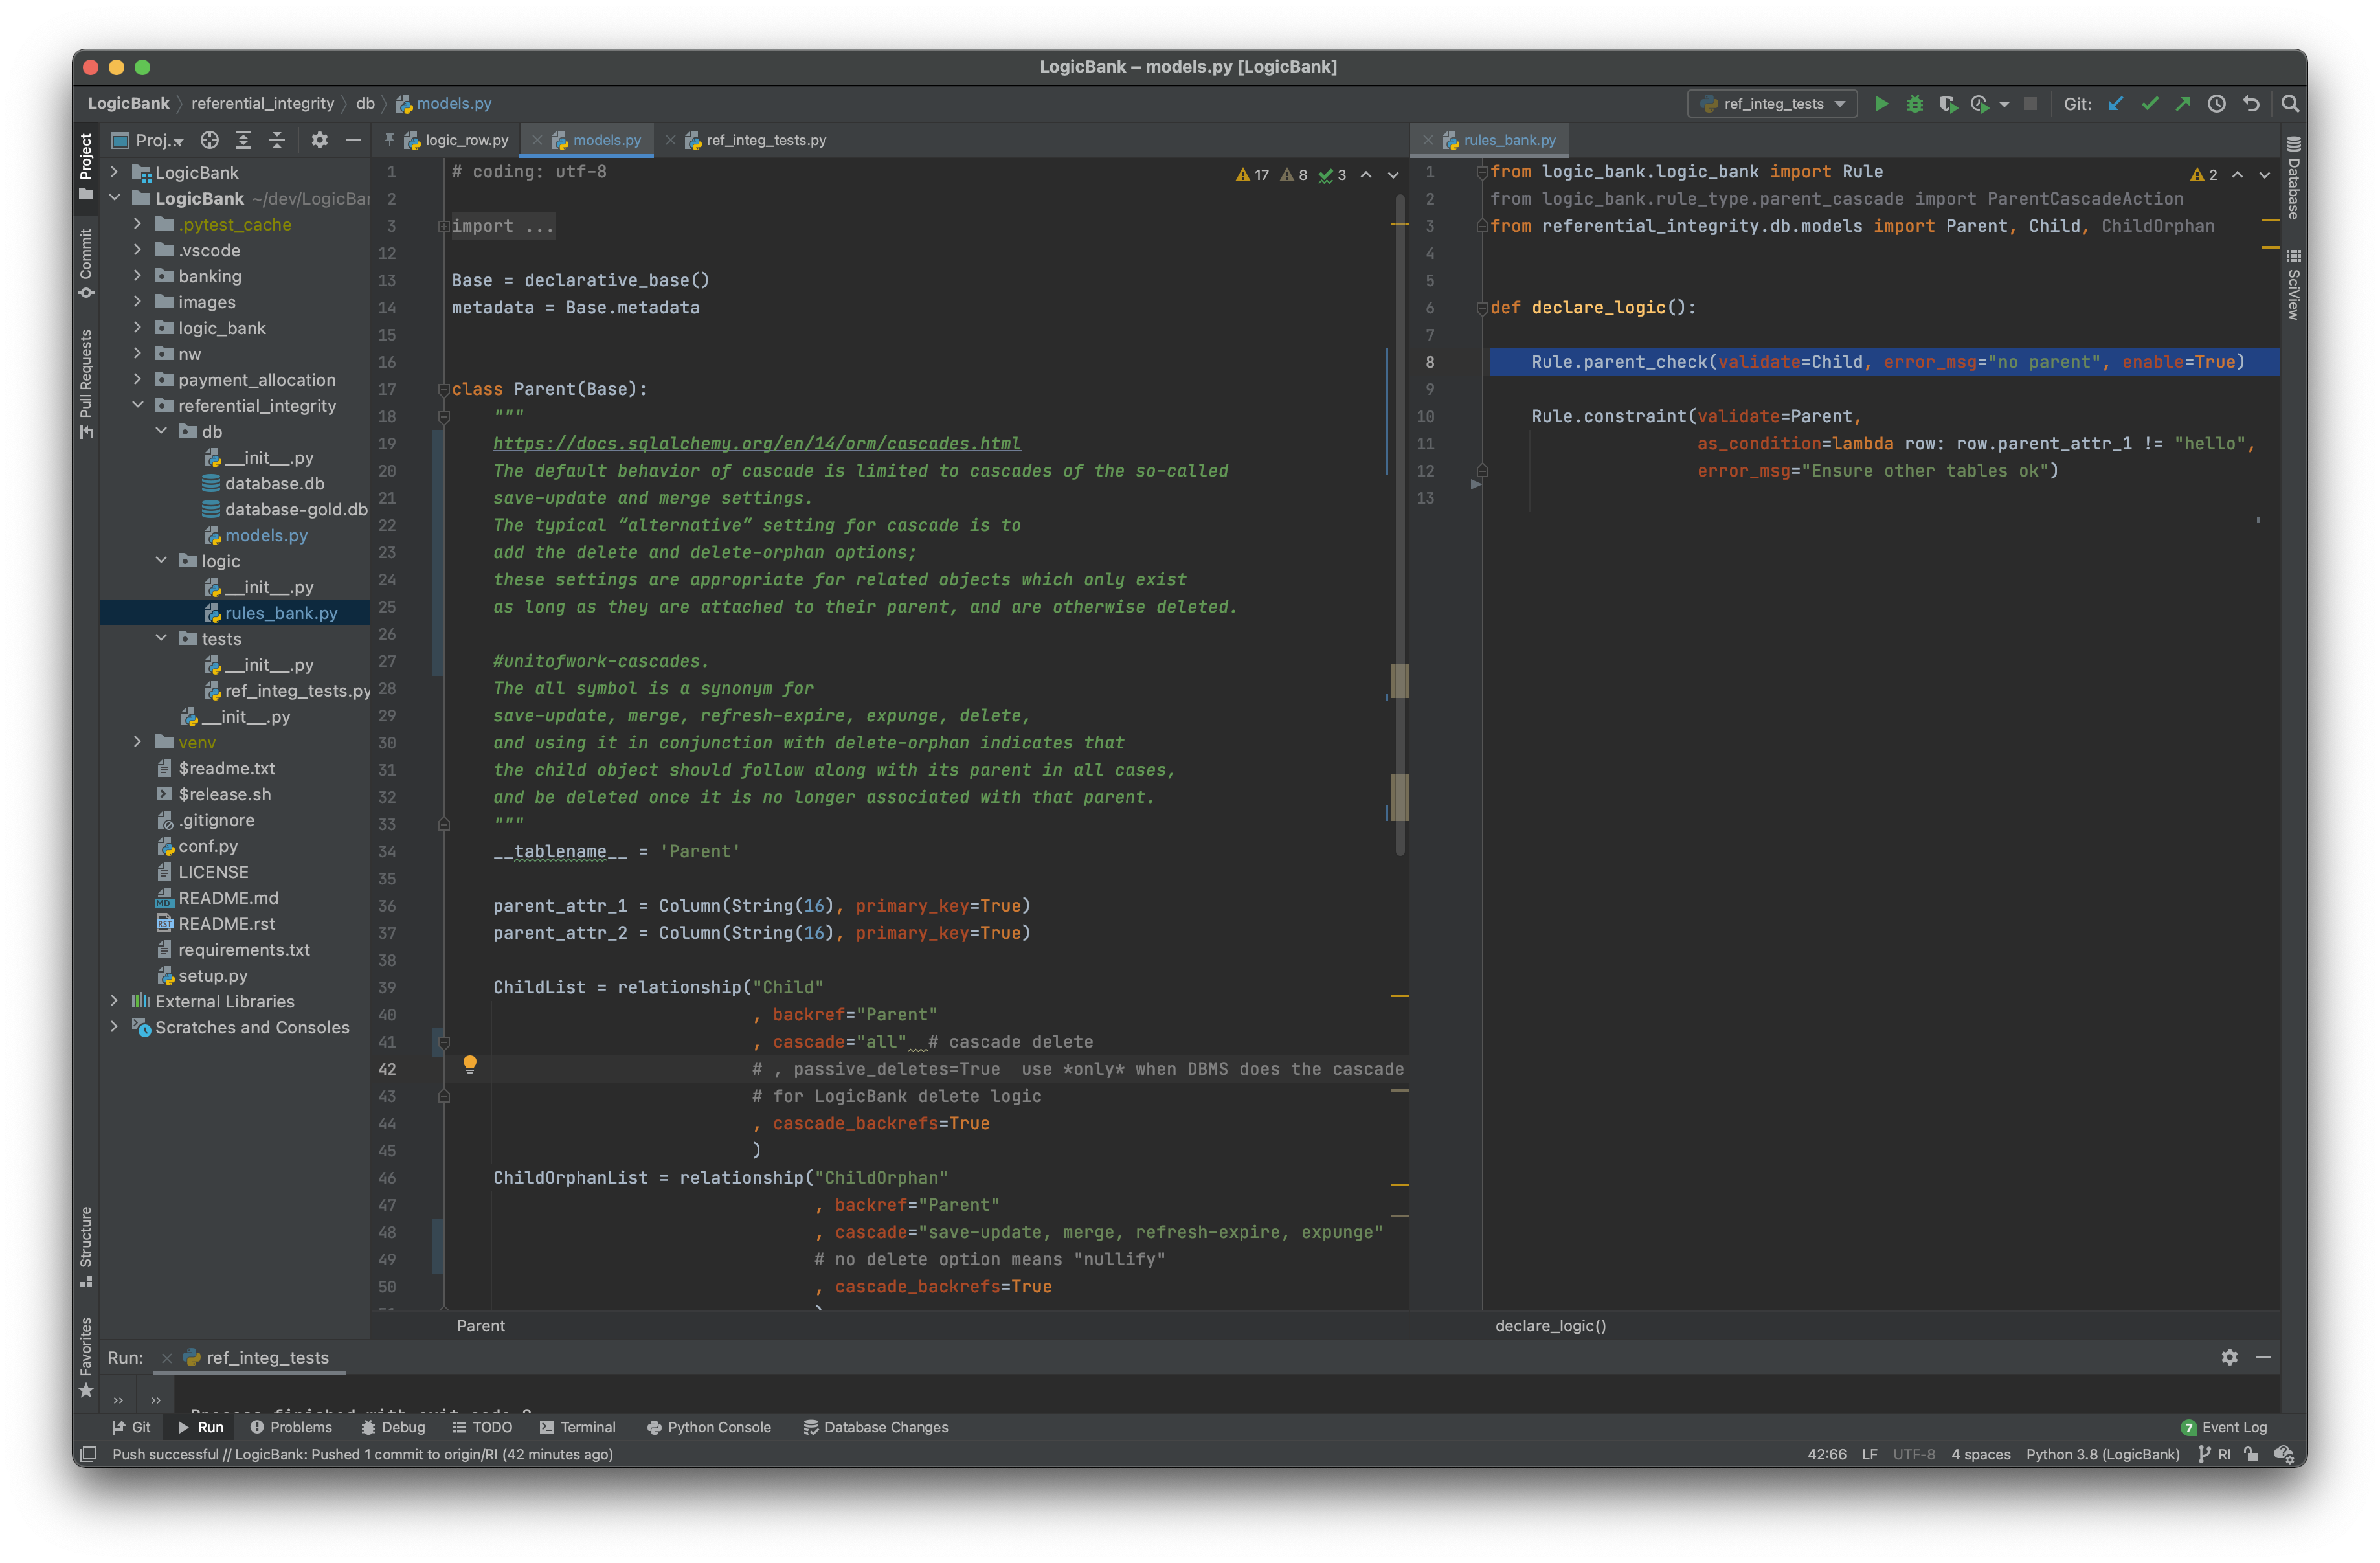 LogicBank – models.py [LogicBank]
LogicBank referential_integrity db models.py
ref_integ_tests
Git:
Project
Commit
Pull Requests
Structure
Favorites
Proj...
LogicBank
LogicBank ~/dev/LogicBan
.pytest_cache
.vscode
banking
images
logic_bank
nw
payment_allocation
referential_integrity
db
__init__.py
database.db
database-gold.db
models.py
logic
__init__.py
rules_bank.py
tests
__init__.py
ref_integ_tests.py
__init__.py
venv
$readme.txt
$release.sh
.gitignore
conf.py
LICENSE
README.md
README.rst
requirements.txt
setup.py
External Libraries
Scratches and Consoles
logic_row.py models.py ref_integ_tests.py
17 8 3
1 # coding: utf-8
2
3 import ...
12
13 Base = declarative_base()
14 metadata = Base.metadata
15
16
17 class Parent(Base):
18 """
19 https://docs.sqlalchemy.org/en/14/orm/cascades.html
20 The default behavior of cascade is limited to cascades of the so-called
21 save-update and merge settings.
22 The typical “alternative” setting for cascade is to
23 add the delete and delete-orphan options;
24 these settings are appropriate for related objects which only exist
25 as long as they are attached to their parent, and are otherwise deleted.
26
27 #unitofwork-cascades.
28 The all symbol is a synonym for
29 save-update, merge, refresh-expire, expunge, delete,
30 and using it in conjunction with delete-orphan indicates that
31 the child object should follow along with its parent in all cases,
32 and be deleted once it is no longer associated with that parent.
33 """
34 __tablename__ = 'Parent'
35
36 parent_attr_1 = Column(String(16), primary_key=True)
37 parent_attr_2 = Column(String(16), primary_key=True)
38
39 ChildList = relationship("Child"
40 , backref="Parent"
41 , cascade="all" # cascade delete
42 # , passive_deletes=True use *only* when DBMS does the cascade
43 # for LogicBank delete logic
44 , cascade_backrefs=True
45 )
46 ChildOrphanList = relationship("ChildOrphan"
47 , backref="Parent"
48 , cascade="save-update, merge, refresh-expire, expunge"
49 # no delete option means "nullify"
50 , cascade_backrefs=True
Parent
rules_bank.py
2
1 from logic_bank.logic_bank import Rule
2 from logic_bank.rule_type.parent_cascade import ParentCascadeAction
3 from referential_integrity.db.models import Parent, Child, ChildOrphan
4
5
6 def declare_logic():
7
8 Rule.parent_check(validate=Child, error_msg="no parent", enable=True)
9
10 Rule.constraint(validate=Parent,
11 as_condition=lambda row: row.parent_attr_1 != "hello",
12 error_msg="Ensure other tables ok")
13
declare_logic()
Database
SciView
Run: ref_integ_tests
Git Run Problems Debug TODO Terminal Python Console Database Changes 7 Event Log
Push successful // LogicBank: Pushed 1 commit to origin/RI (42 minutes ago) 42:66 LF UTF-8 4 spaces Python 3.8 (LogicBank) RI